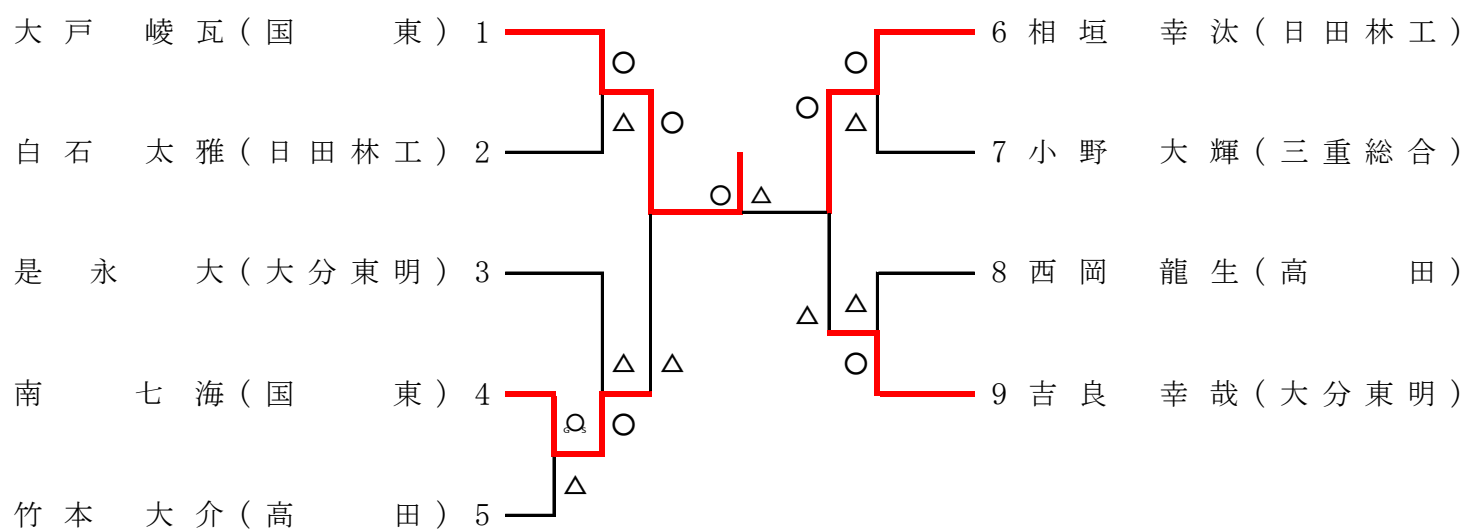 大戸 崚瓦(国 東) 1
○
△
○
白石 太雅(日田林工) 2
是永 大(大分東明) 3
△
△
南 七海(国 東) 4
○
GS
○
△
竹本 大介(高 田) 5
○ △
6 相垣 幸汰(日田林工)
○
○
△
7 小野 大輝(三重総合)
8 西岡 龍生(高 田)
△
△
○
9 吉良 幸哉(大分東明)